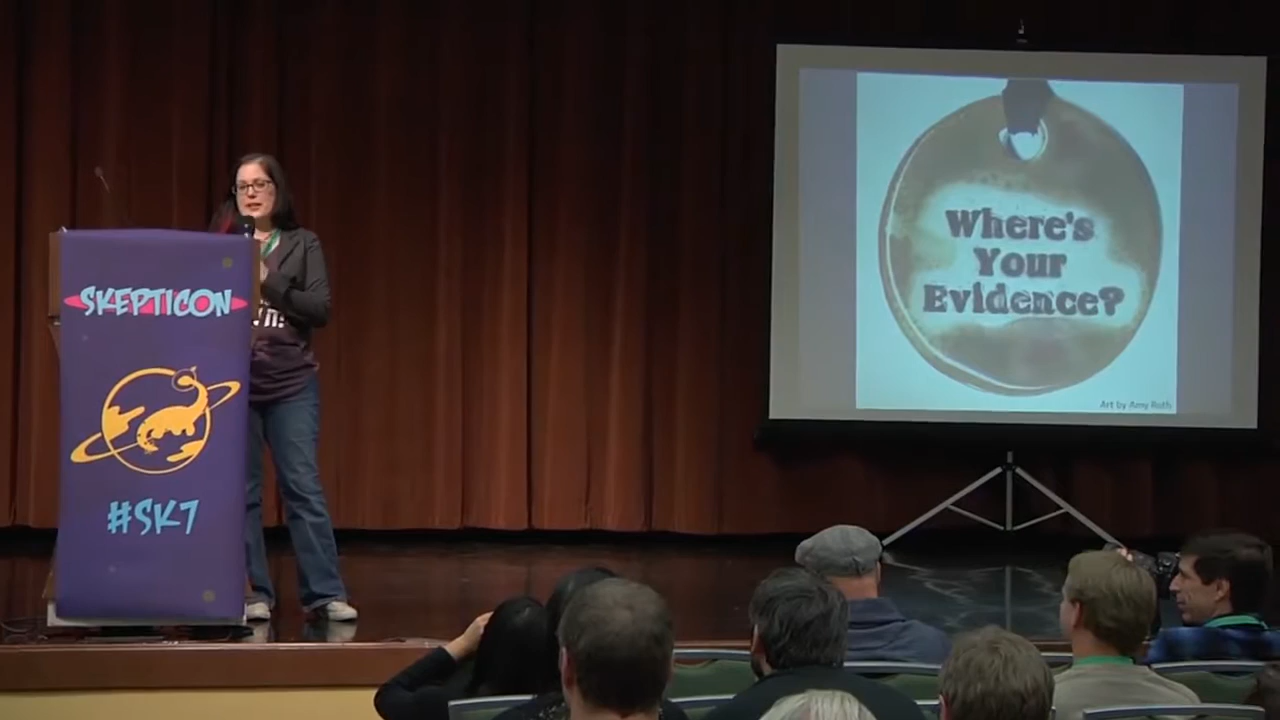 SKEPTICON
#SK7
Where's
Your
Evidence?
Art by Amy Roth